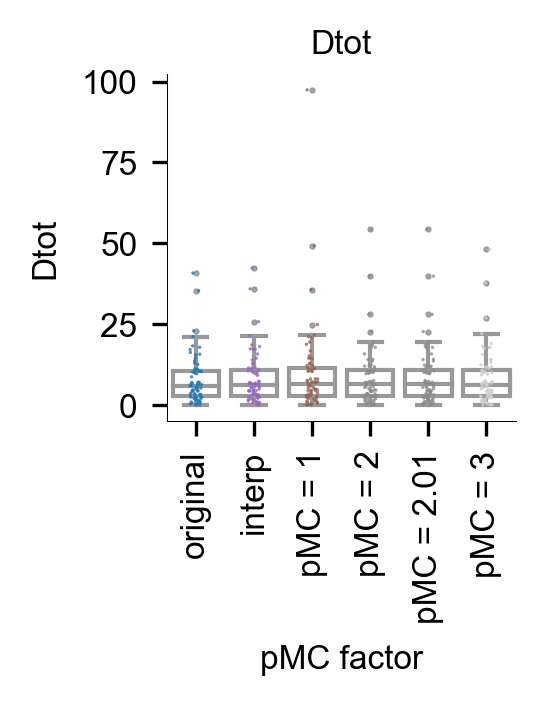 Dtot
Dtot
100
75
50
25
0
original
interp
pMC = 1
pMC = 2
pMC = 2.01
pMC = 3
pMC factor